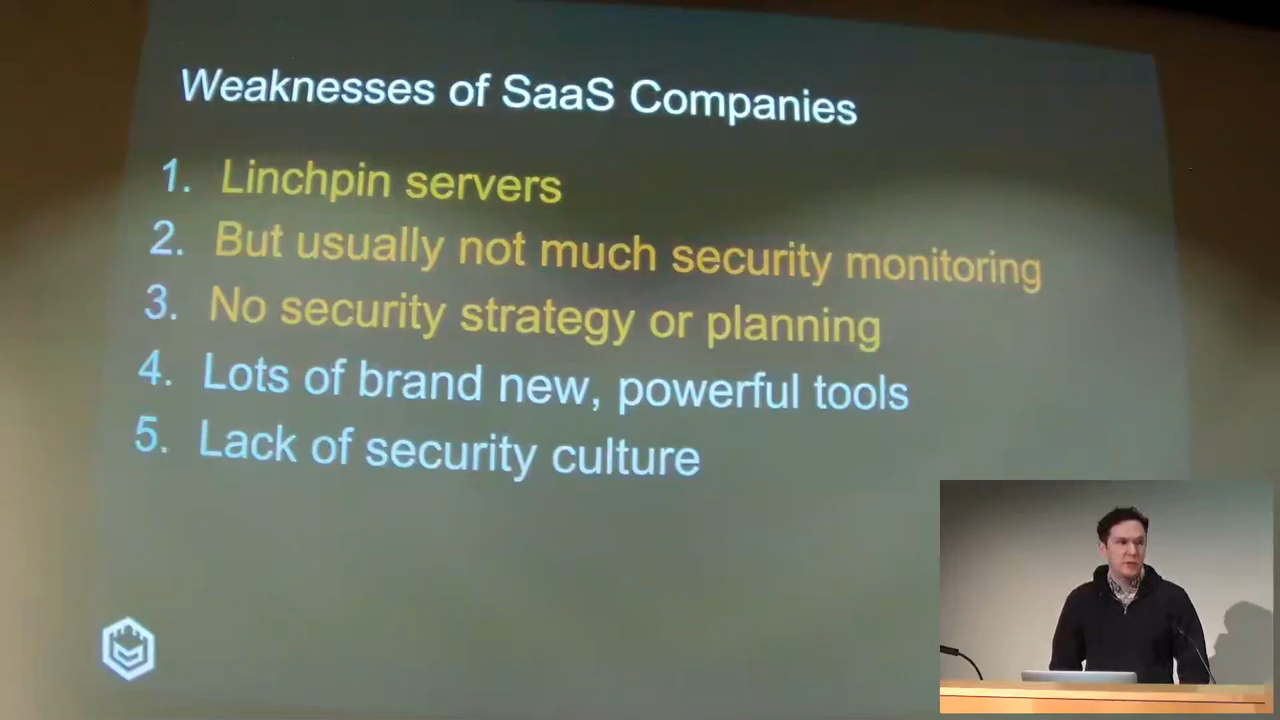 Weaknesses of SaaS Companies
1. Linchpin servers
2. But usually not much security monitoring
3. No security strategy or planning
4. Lots of brand new, powerful tools
5. Lack of security culture